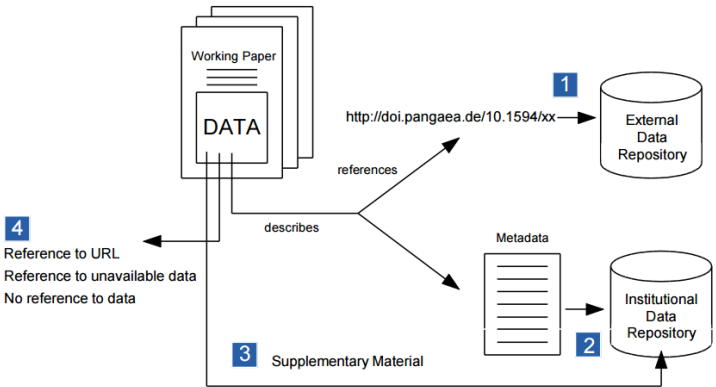 Working Paper
DATA
1
http://doi.pangaea.de/10.1594/xx
External
Data
Repository
references
describes
4
Reference to URL
Reference to unavailable data
No reference to data
Metadata
Institutional
Data
Repository
2
3
Supplementary Material